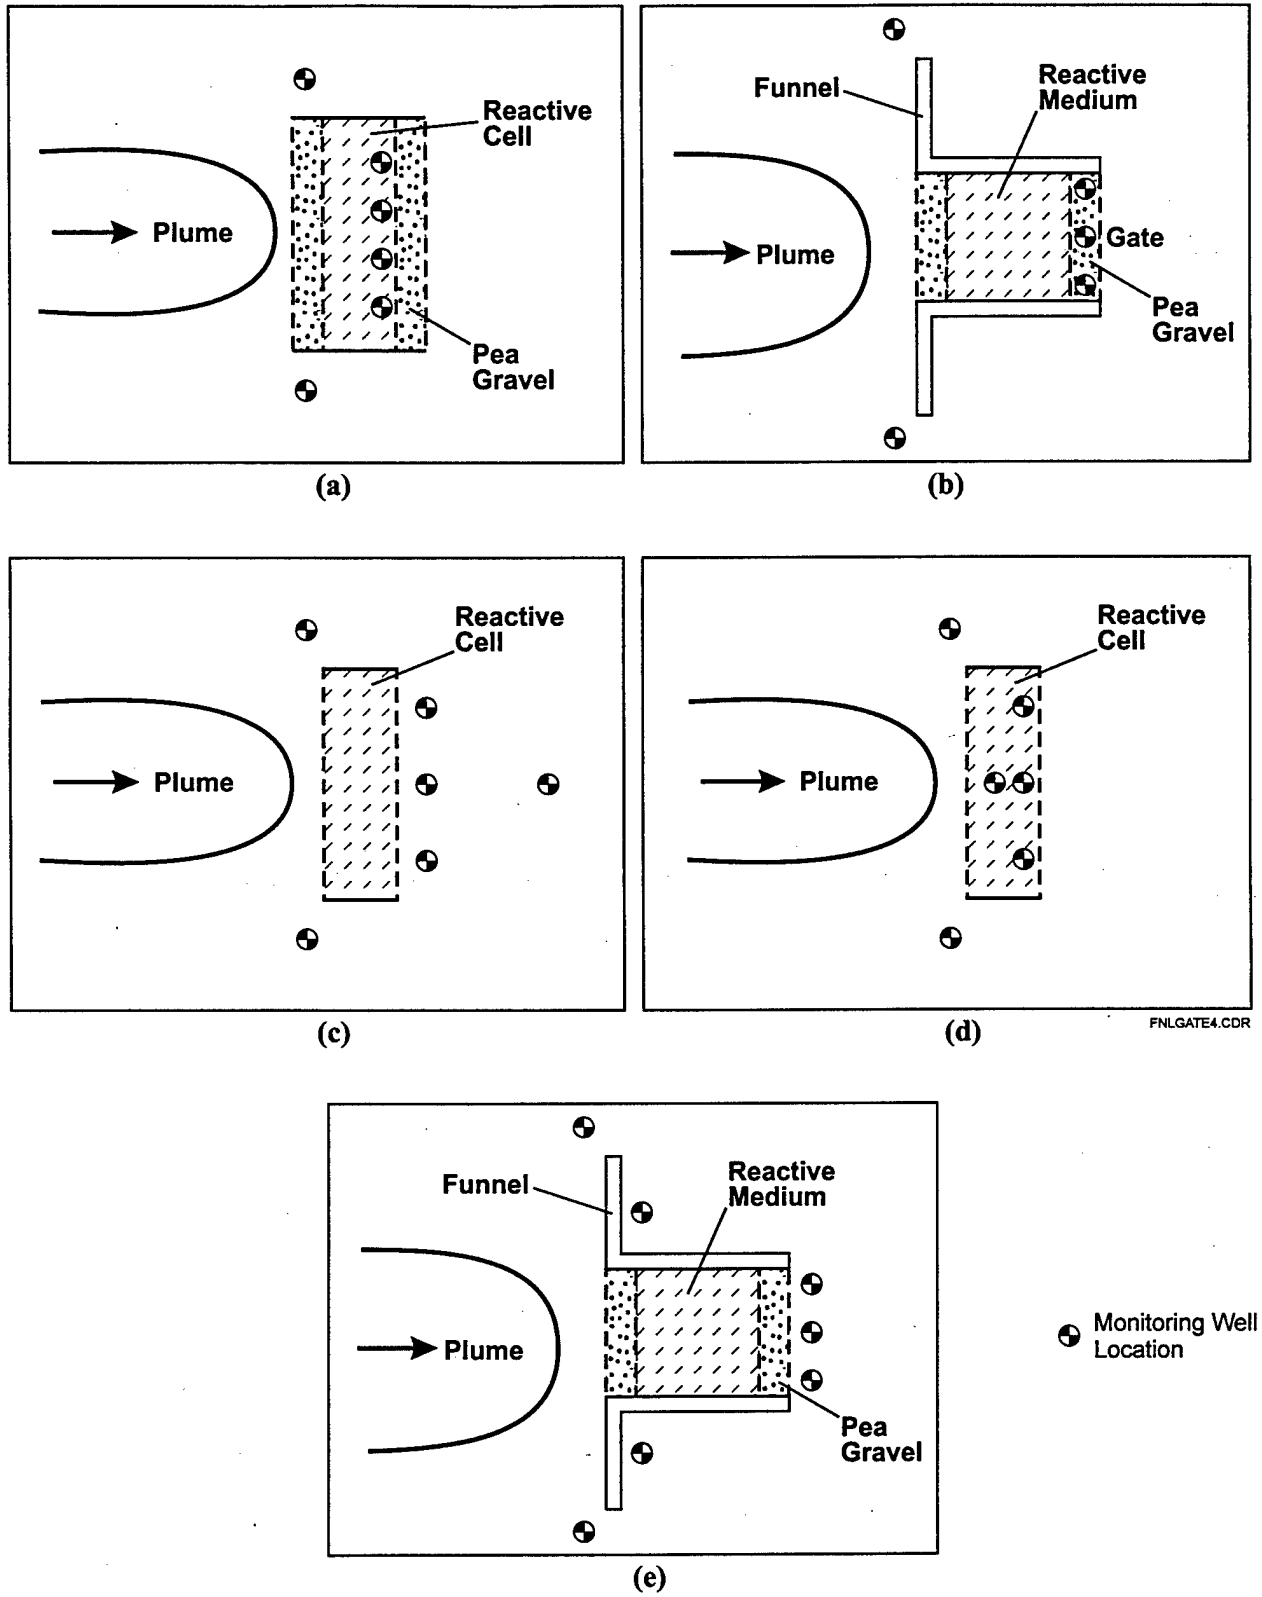 Reactive
Cell
Plume
Pea
Gravel
(a)
Funnel
Reactive
Medium
Plume
Gate
Pea
Gravel
(b)
Reactive
Cell
Plume
(c)
Reactive
Cell
Plume
(d)
FNLGATE4.CDR
Funnel
Reactive
Medium
Plume
Pea
Gravel
(e)
Monitoring Well
Location